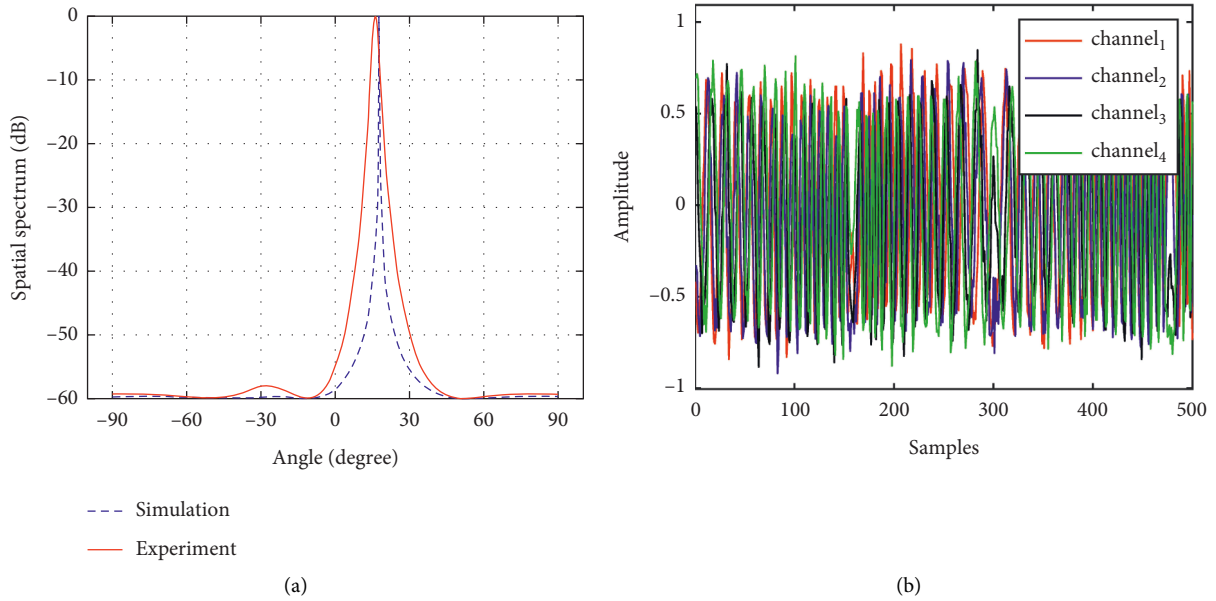 0
−10
−20
−30
−40
−50
−60
Spatial spectrum (dB)
−90
−60
−30
0
30
60
90
Angle (degree)
Simulation
Experiment
(a)
1
0.5
0
−0.5
−1
Amplitude
channel₁
channel₂
channel₃
channel₄
0
100
200
300
400
500
Samples
(b)